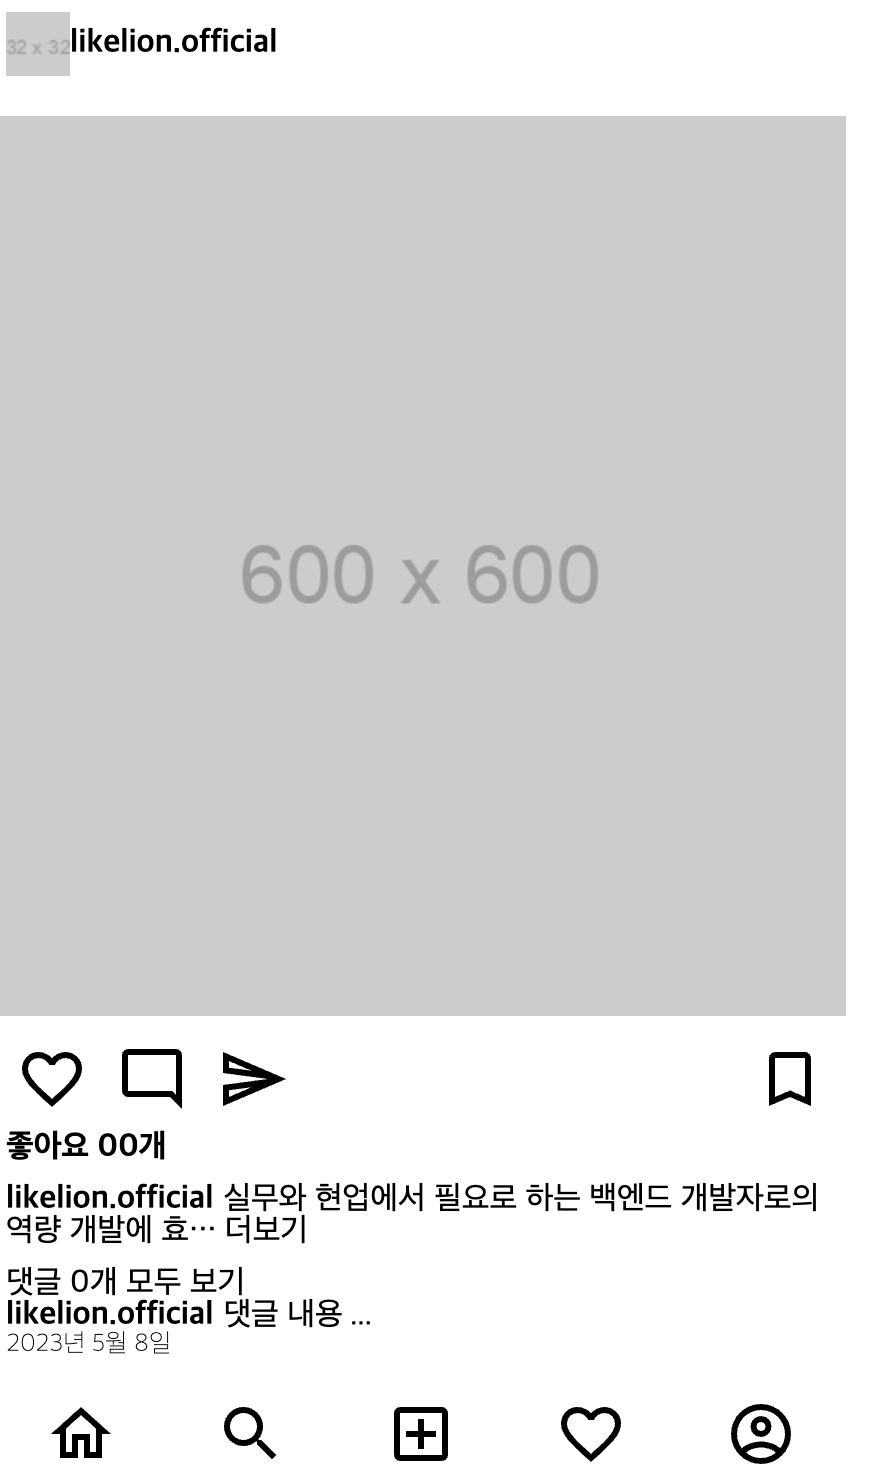 32 x 32
likelion.official
600 x 600
좋아요 00개
likelion.official 실무와 현업에서 필요로 하는 백엔드 개발자로의
역량 개발에 효… 더보기
댓글 0개 모두 보기
likelion.official 댓글 내용 ...
2023년 5월 8일